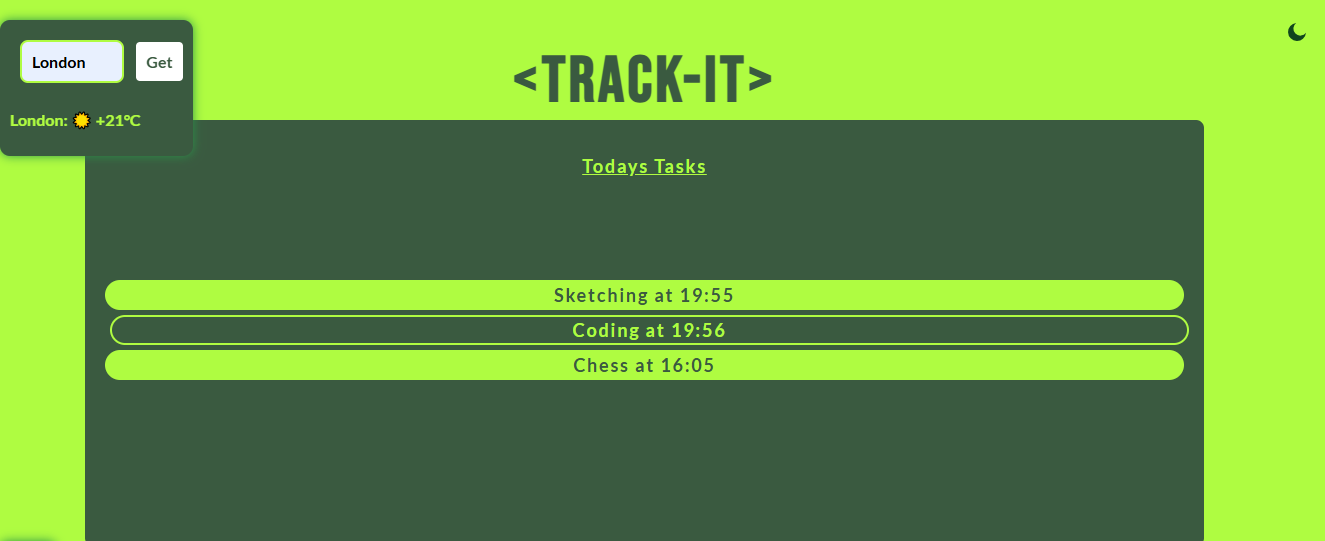 London
Get
<TRACK-IT>
London: +21°C
Todays Tasks
Sketching at 19:55
Coding at 19:56
Chess at 16:05